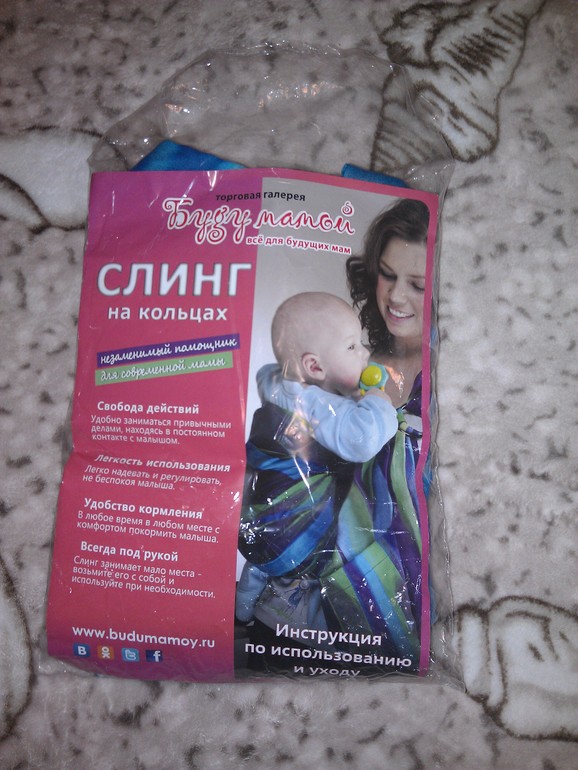 торговая галерея
Буду мамой
всё для будущих мам
СЛИНГ
на кольцах
незаменимый помощник
для современной мамы
Свобода действий
Удобно заниматься привычными
делами, находясь в постоянном
контакте с малышом.
Легкость использования
Легко надевать и регулировать,
не беспокоя малыша.
Удобство кормления
В любое время в любом месте с
комфортом покормить малыша.
Всегда под рукой
Слинг занимает мало места -
возьмите его с собой и
используйте при необходимости.
www.budumamoy.ru
Инструкция
по использованию
и уходу